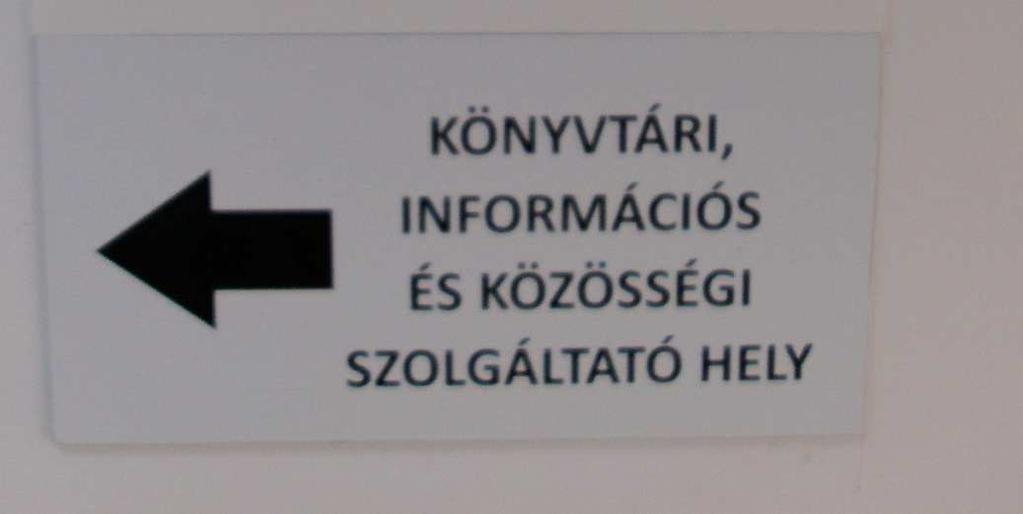 KÖNYVTÁRI,
INFORMÁCIÓS
ÉS KÖZÖSSÉGI
SZOLGÁLTATÓ HELY